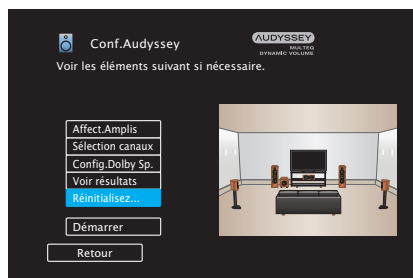 Conf.Audyssey
AUDYSSEY
MULTEQ
DYNAMIC VOLUME
Voir les éléments suivant si nécessaire.
Affect.Amplis
Sélection canaux
Config.Dolby Sp.
Voir résultats
Réinitialisez...
Démarrer
Retour